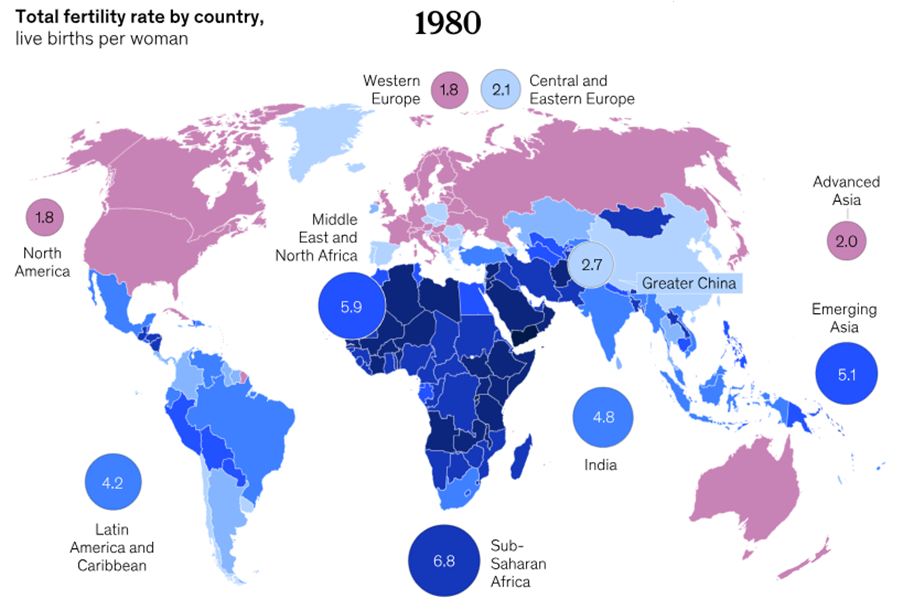 Total fertility rate by country,
live births per woman
1980
Western
Europe
1.8
2.1
Central and
Eastern Europe
1.8
North
America
Middle
East and
North Africa
5.9
2.7
Greater China
Advanced
Asia
2.0
Emerging
Asia
5.1
4.8
India
4.2
Latin
America and
Caribbean
6.8
Sub-
Saharan
Africa